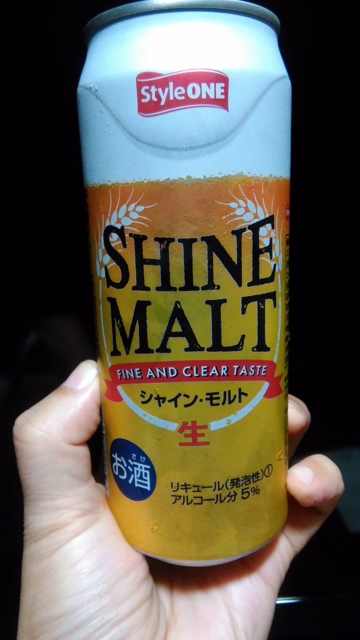 StyleONE
SHINE
MALT
FINE AND CLEAR TASTE
シャイン・モルト
生
さけ
お酒
リキュール(発泡性)①
アルコール分 5%